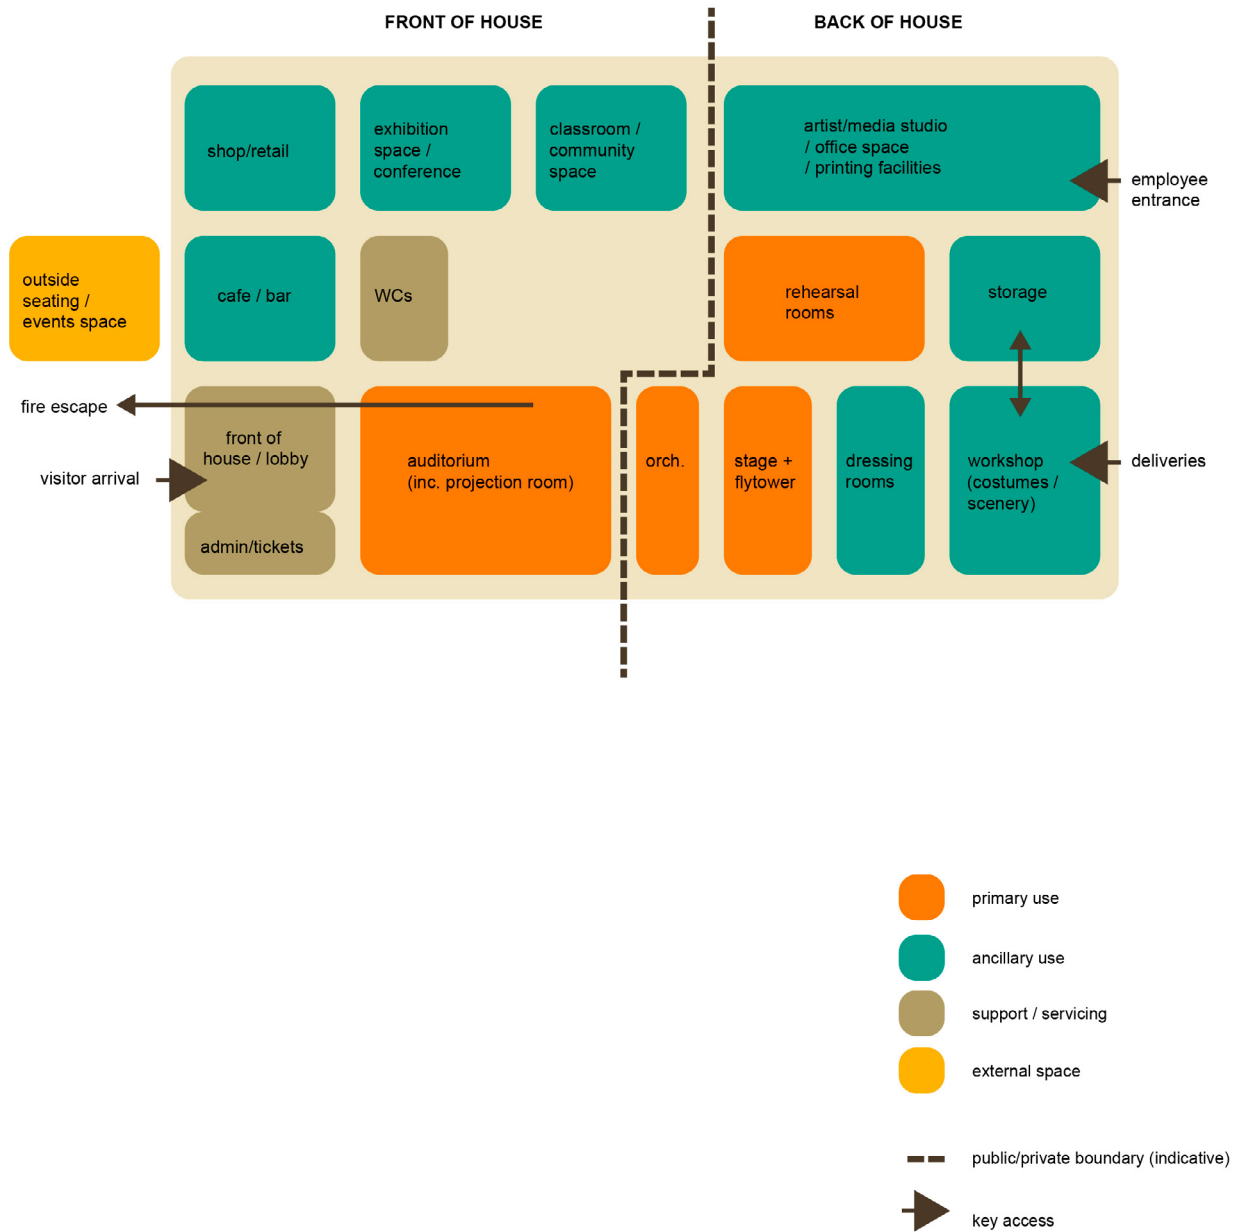 FRONT OF HOUSE
BACK OF HOUSE
shop/retail
exhibition
space /
conference
classroom /
community
space
artist/media studio
/ office space
/ printing facilities
employee
entrance
outside
seating /
events space
cafe / bar
WCs
rehearsal
rooms
storage
fire escape
visitor arrival
front of
house / lobby
admin/tickets
auditorium
(inc. projection room)
orch.
stage +
flytower
dressing
rooms
workshop
(costumes /
scenery)
deliveries
primary use
ancillary use
support / servicing
external space
public/private boundary (indicative)
key access